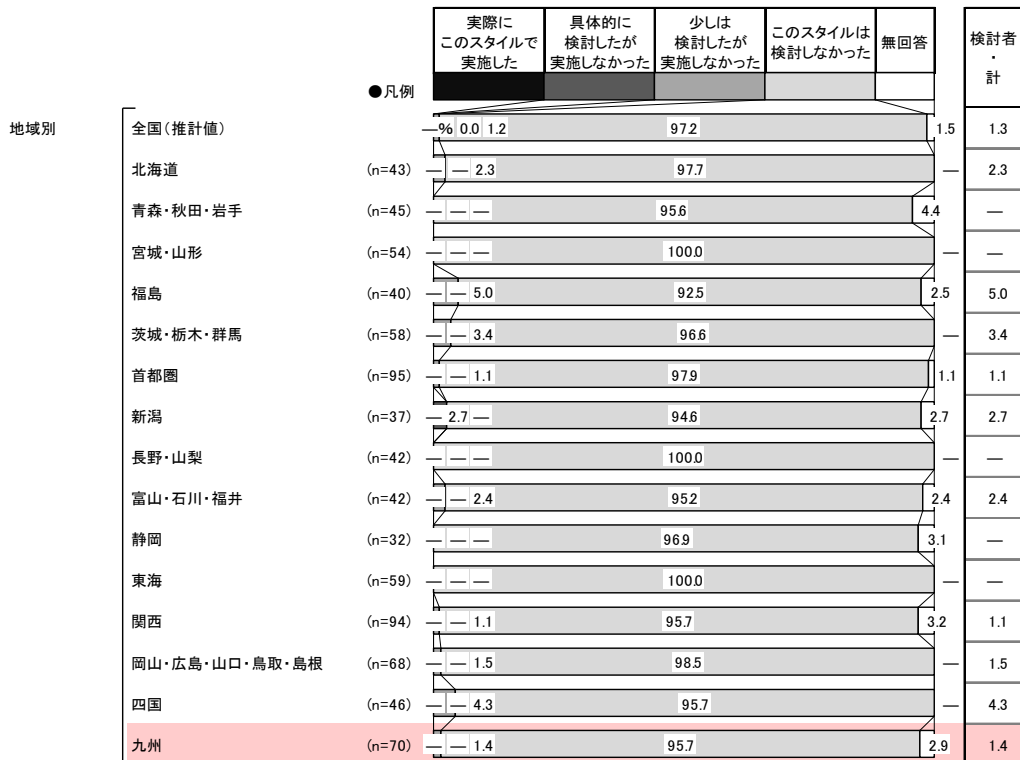 実際に
このスタイルで
実施した
具体的に
検討したが
実施しなかった
少しは
検討したが
実施しなかった
このスタイルは
検討しなかった
無回答
検討者
・
計
●凡例
地域別
全国(推計値) —% 0.0 1.2 97.2 1.5 1.3
北海道 (n=43) — — 2.3 97.7 — 2.3
青森・秋田・岩手 (n=45) — — — 95.6 4.4 —
宮城・山形 (n=54) — — — 100.0 — —
福島 (n=40) — — 5.0 92.5 2.5 5.0
茨城・栃木・群馬 (n=58) — — 3.4 96.6 — 3.4
首都圏 (n=95) — — 1.1 97.9 1.1 1.1
新潟 (n=37) — 2.7 — 94.6 2.7 2.7
長野・山梨 (n=42) — — — 100.0 — —
富山・石川・福井 (n=42) — — 2.4 95.2 2.4 2.4
静岡 (n=32) — — — 96.9 3.1 —
東海 (n=59) — — — 100.0 — —
関西 (n=94) — — 1.1 95.7 3.2 1.1
岡山・広島・山口・鳥取・島根 (n=68) — — 1.5 98.5 — 1.5
四国 (n=46) — — 4.3 95.7 — 4.3
九州 (n=70) — — 1.4 95.7 2.9 1.4